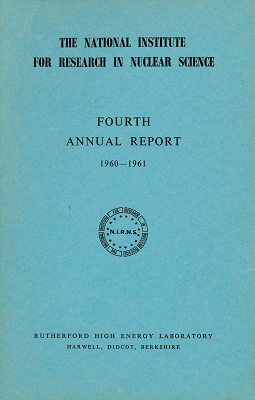 THE NATIONAL INSTITUTE
FOR RESEARCH IN NUCLEAR SCIENCE
FOURTH
ANNUAL REPORT
1960—1961
N.I.R.N.S.
RUTHERFORD HIGH ENERGY LABORATORY
HARWELL, DIDCOT, BERKSHIRE